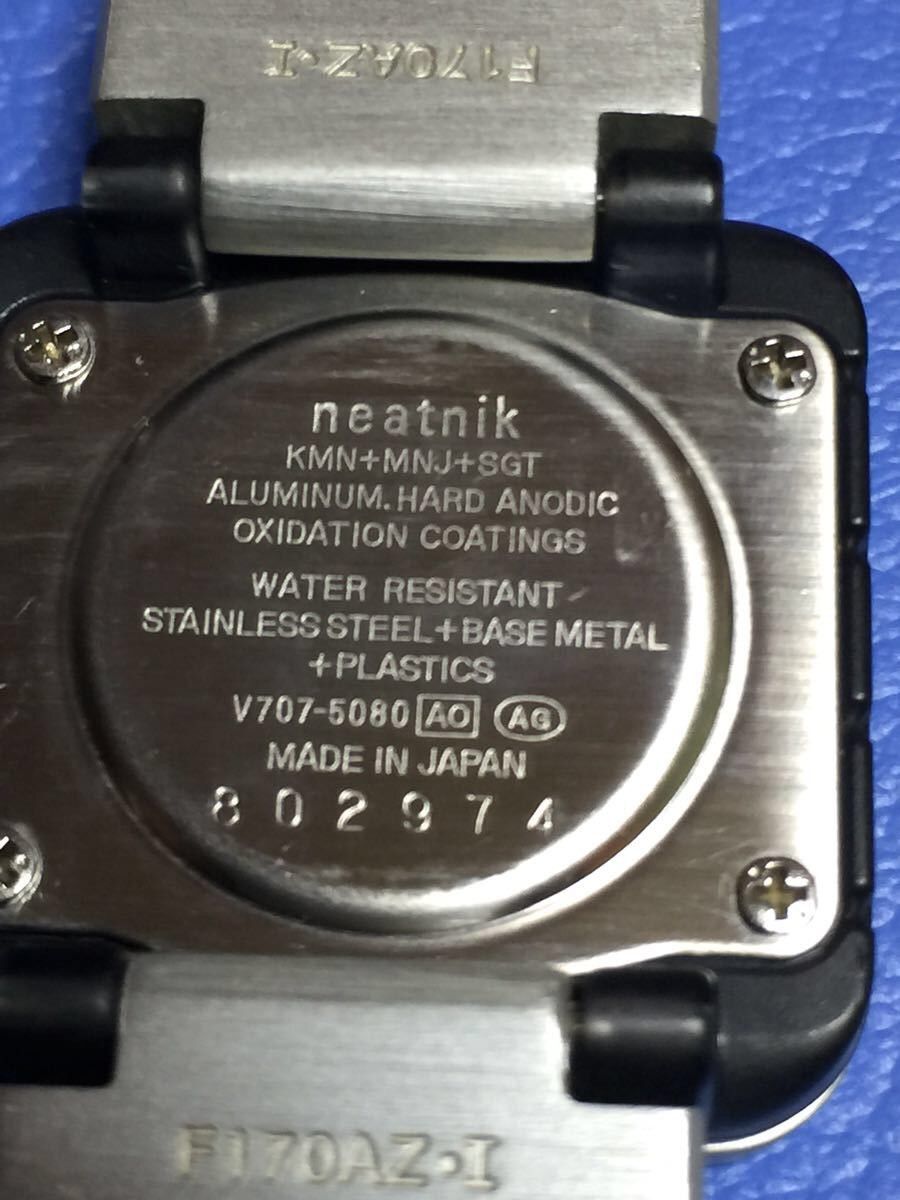 F170AZ·I
neatnik
KMN+MNJ+SGT
ALUMINUM.HARD ANODIC
OXIDATION COATINGS
WATER RESISTANT
STAINLESS STEEL+BASE METAL
+PLASTICS
V707-5080 AO AG
MADE IN JAPAN
802974
F170AZ·I